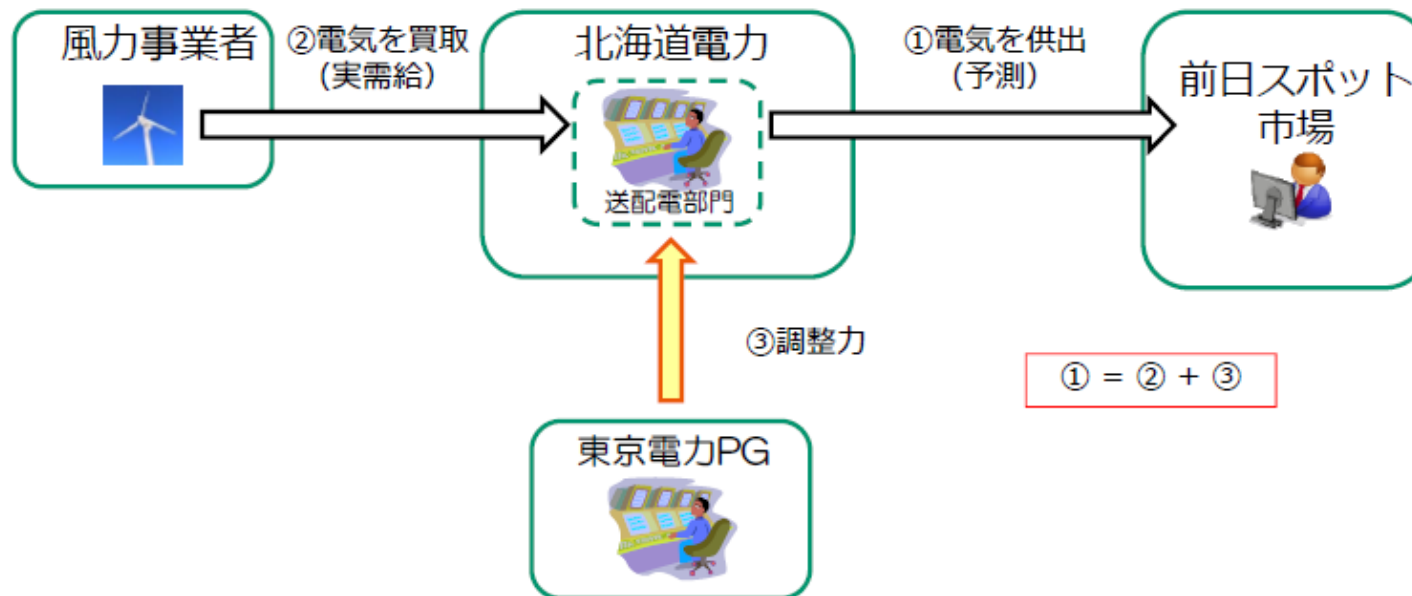 風力事業者
②電気を買取
(実需給)
北海道電力
送配電部門
①電気を供出
(予測)
前日スポット
市場
③調整力
① = ② + ③
東京電力PG